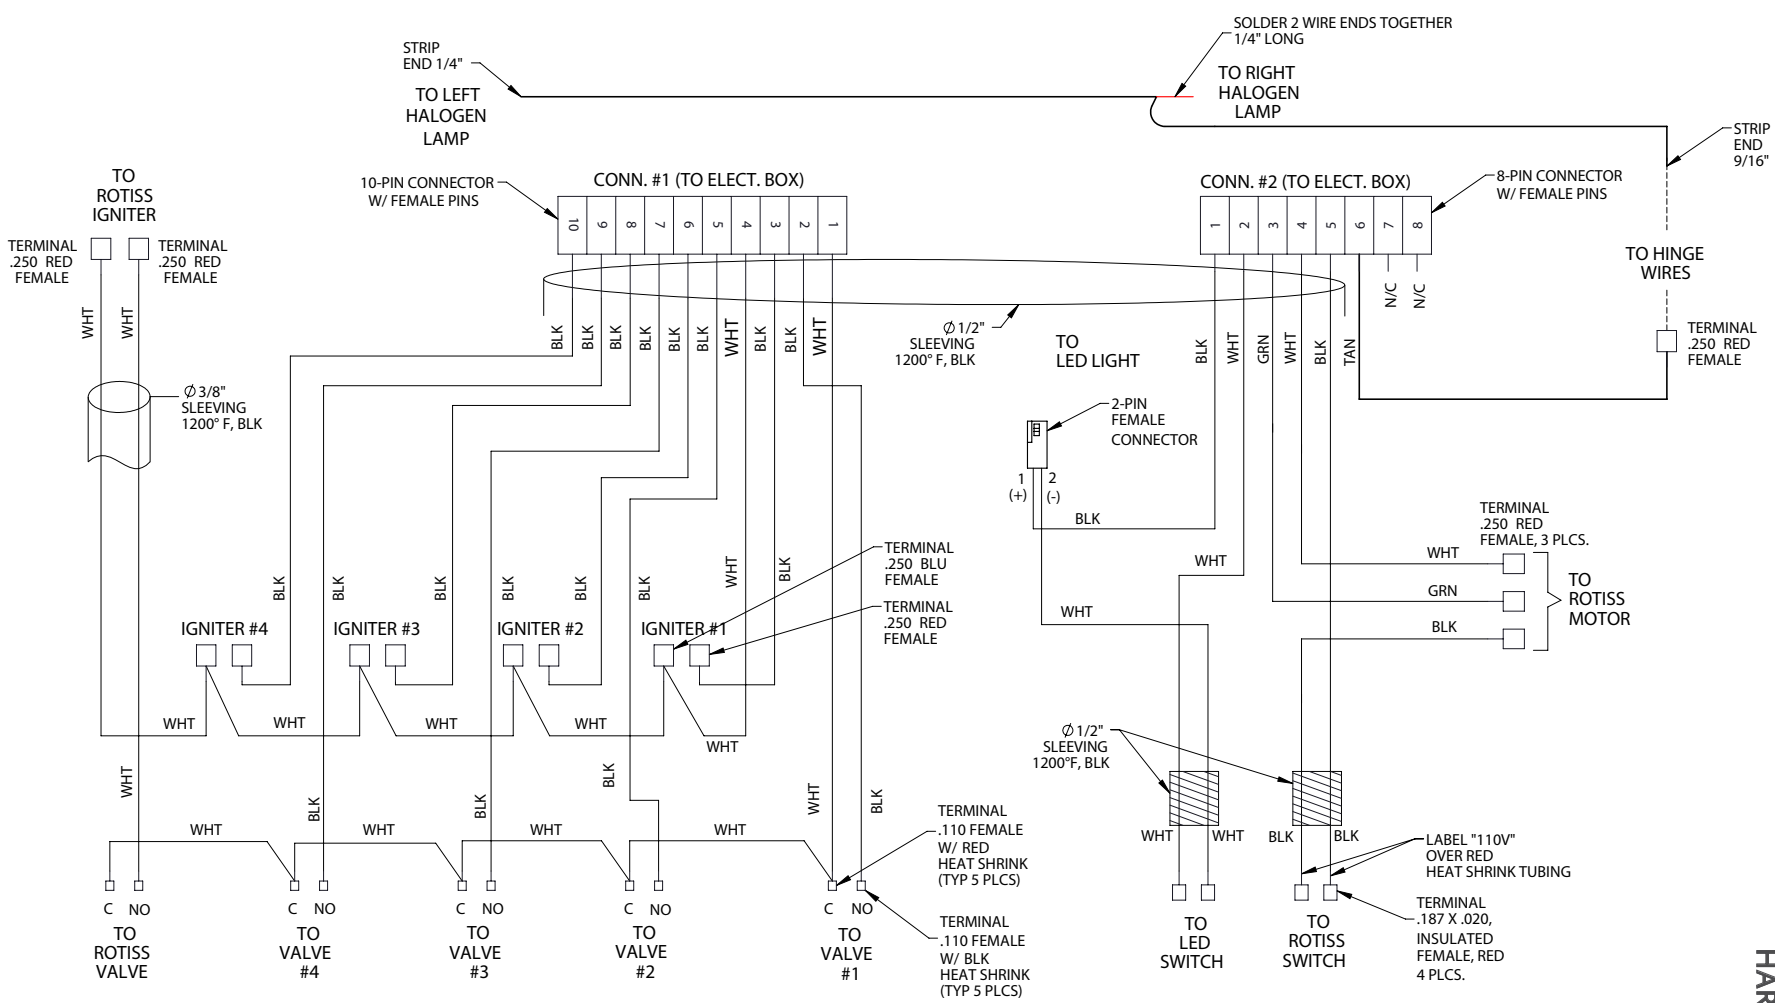 SOLDER 2 WIRE ENDS TOGETHER
1/4" LONG
STRIP
END 1/4"
TO LEFT
HALOGEN
LAMP
TO RIGHT
HALOGEN
LAMP
STRIP
END
9/16"
TO
ROTISS
IGNITER
10-PIN CONNECTOR
W/ FEMALE PINS
CONN. #1 (TO ELECT. BOX)
CONN. #2 (TO ELECT. BOX)
8-PIN CONNECTOR
W/ FEMALE PINS
10 9 8 7 6 5 4 3 2 1
1 2 3 4 5 6 7 8
TERMINAL
.250 RED
FEMALE
TERMINAL
.250 RED
FEMALE
TO HINGE
WIRES
N/C
N/C
WHT
WHT
BLK
BLK
BLK
BLK
BLK
BLK
WHT
BLK
BLK
WHT
Ø 1/2"
SLEEVING
1200° F, BLK
TO
LED LIGHT
BLK
WHT
GRN
WHT
BLK
TAN
TERMINAL
.250 RED
FEMALE
Ø 3/8"
SLEEVING
1200° F, BLK
2-PIN
FEMALE
CONNECTOR
1
(+)
2
(-)
BLK
TERMINAL
.250 RED
FEMALE, 3 PLCS.
WHT
GRN
BLK
TO
ROTISS
MOTOR
TERMINAL
.250 BLU
FEMALE
TERMINAL
.250 RED
FEMALE
BLK
BLK
BLK
BLK
BLK
WHT
BLK
WHT
WHT
IGNITER #4
IGNITER #3
IGNITER #2
IGNITER #1
WHT
WHT
WHT
WHT
WHT
Ø 1/2"
SLEEVING
1200°F, BLK
WHT
BLK
BLK
BLK
WHT
BLK
WHT
WHT
WHT
WHT
TERMINAL
.110 FEMALE
W/ RED
HEAT SHRINK
(TYP 5 PLCS)
WHT
WHT
BLK
BLK
LABEL "110V"
OVER RED
HEAT SHRINK TUBING
C NO
C NO
C NO
C NO
C NO
TO
ROTISS
VALVE
TO
VALVE
#4
TO
VALVE
#3
TO
VALVE
#2
TO
VALVE
#1
TERMINAL
.110 FEMALE
W/ BLK
HEAT SHRINK
(TYP 5 PLCS)
TO
LED
SWITCH
TO
ROTISS
SWITCH
TERMINAL
.187 X .020,
INSULATED
FEMALE, RED
4 PLCS.
HAR